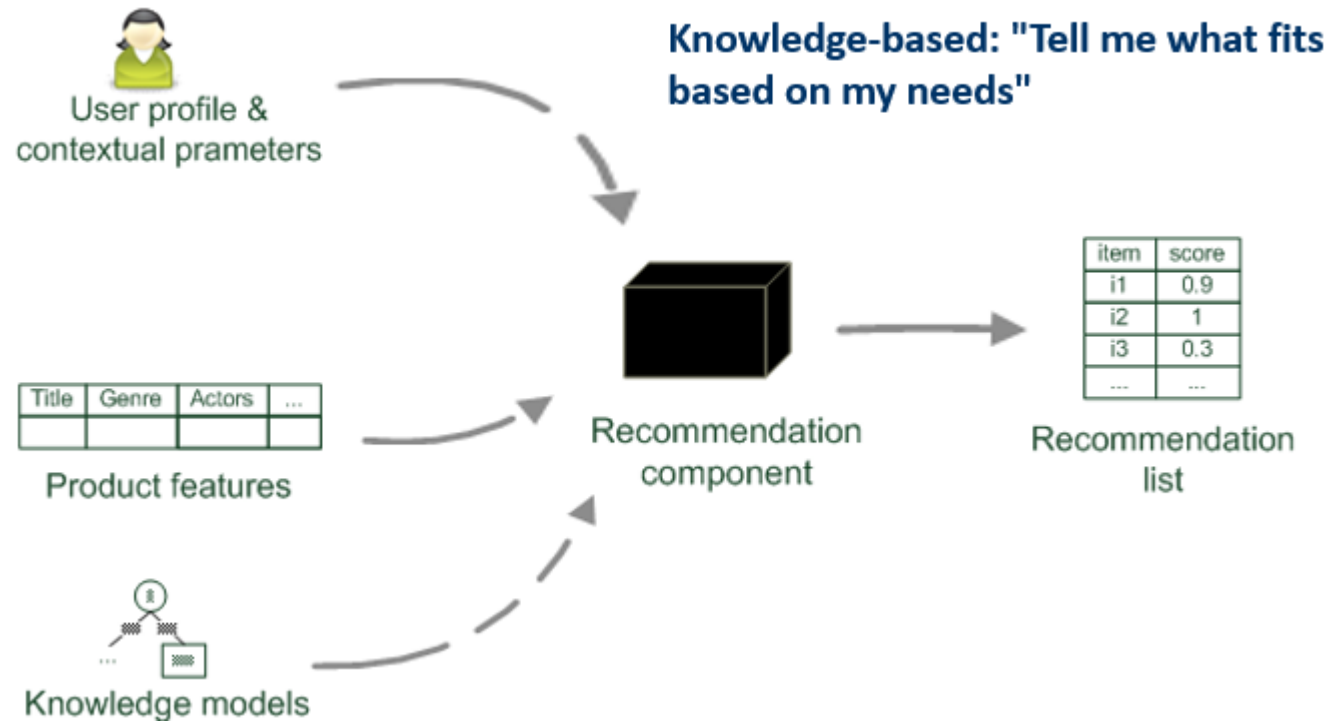 Knowledge-based: "Tell me what fits
based on my needs"
User profile &
contextual prameters
Title Genre Actors ...
Product features
Knowledge models
...
Recommendation
component
item score
i1 0.9
i2 1
i3 0.3
... ...
Recommendation
list